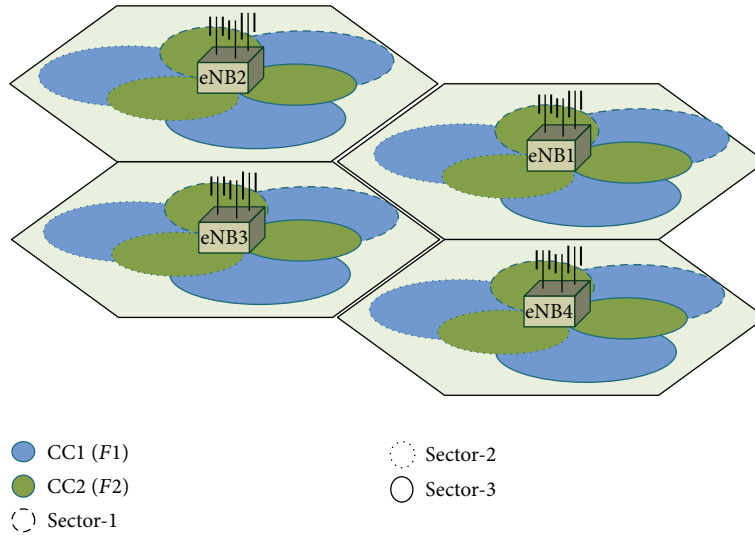 eNB2
eNB1
eNB3
eNB4
CC1 (F1)
CC2 (F2)
Sector-1
Sector-2
Sector-3